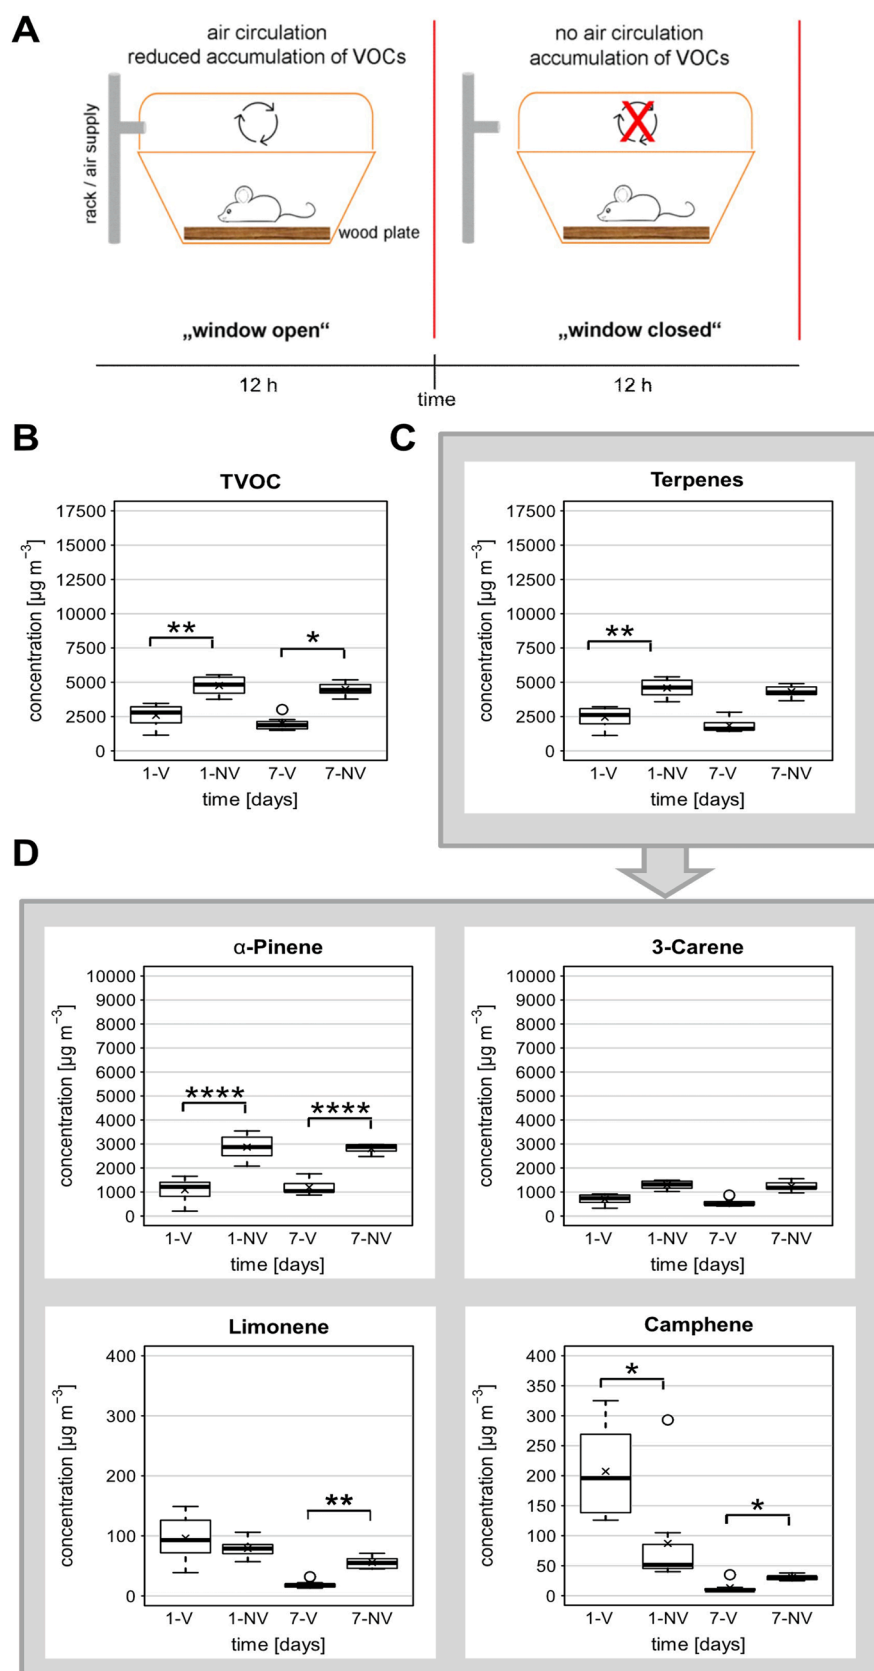 A
air circulation
reduced accumulation of VOCs
no air circulation
accumulation of VOCs
rack / air supply
X
wood plate
„window open“
„window closed“
12 h
12 h
time
B
TVOC
17500
15000
12500
10000
7500
5000
2500
0
concentration [µg m−3]
**
*
1-V 1-NV 7-V 7-NV
time [days]
C
Terpenes
17500
15000
12500
10000
7500
5000
2500
0
concentration [µg m−3]
**
1-V 1-NV 7-V 7-NV
time [days]
D
α-Pinene
10000
9000
8000
7000
6000
5000
4000
3000
2000
1000
0
concentration [µg m−3]
****
****
1-V 1-NV 7-V 7-NV
time [days]
3-Carene
10000
9000
8000
7000
6000
5000
4000
3000
2000
1000
0
concentration [µg m−3]
1-V 1-NV 7-V 7-NV
time [days]
Limonene
400
300
200
100
0
concentration [µg m−3]
**
1-V 1-NV 7-V 7-NV
time [days]
Camphene
400
350
300
250
200
150
100
50
0
concentration [µg m−3]
*
*
1-V 1-NV 7-V 7-NV
time [days]